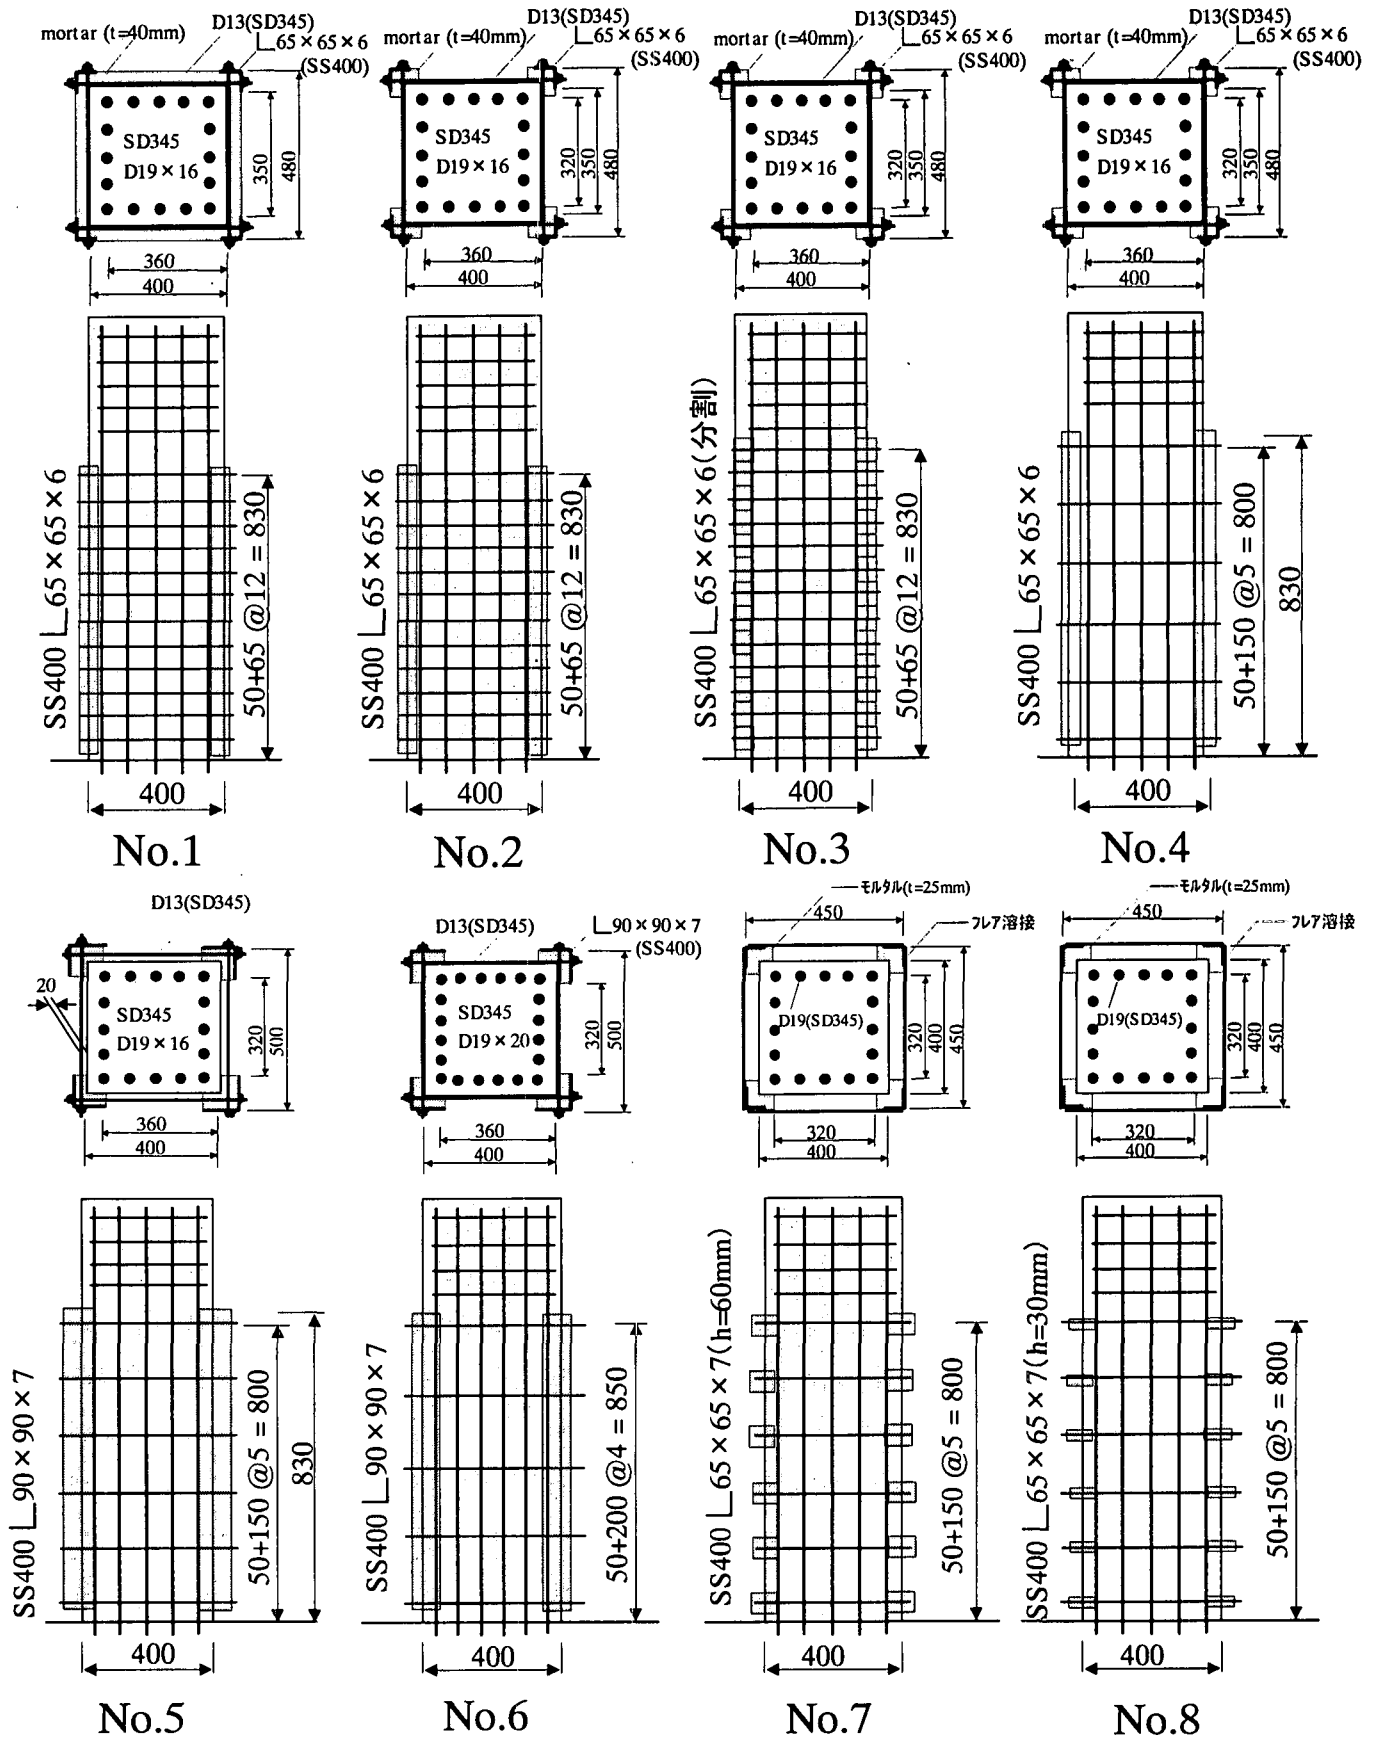 mortar (t=40mm)
D13(SD345)
65×65×6
(SS400)
SD345
D19×16
350
480
360
400
SS400 65×65×6
50+65 @12 = 830
400
No.1
mortar (t=40mm)
D13(SD345)
65×65×6
(SS400)
SD345
D19×16
320
350
480
360
400
SS400 65×65×6
50+65 @12 = 830
400
No.2
mortar (t=40mm)
D13(SD345)
65×65×6
(SS400)
SD345
D19×16
320
350
480
360
400
SS400 65×65×6(分割)
50+65 @12 = 830
400
No.3
mortar (t=40mm)
D13(SD345)
65×65×6
(SS400)
SD345
D19×16
320
350
480
360
400
SS400 65×65×6
50+150 @5 = 800
830
400
No.4
D13(SD345)
20
SD345
D19×16
320
500
360
400
SS400 90×90×7
50+150 @5 = 800
830
400
No.5
D13(SD345)
90×90×7
(SS400)
SD345
D19×20
320
500
360
400
SS400 90×90×7
50+200 @4 = 850
400
No.6
モルタル(t=25mm)
450
フレア溶接
D19(SD345)
320
400
450
320
400
SS400 65×65×7(h=60mm)
50+150 @5 = 800
400
No.7
モルタル(t=25mm)
450
フレア溶接
D19(SD345)
320
400
450
320
400
SS400 65×65×7(h=30mm)
50+150 @5 = 800
400
No.8